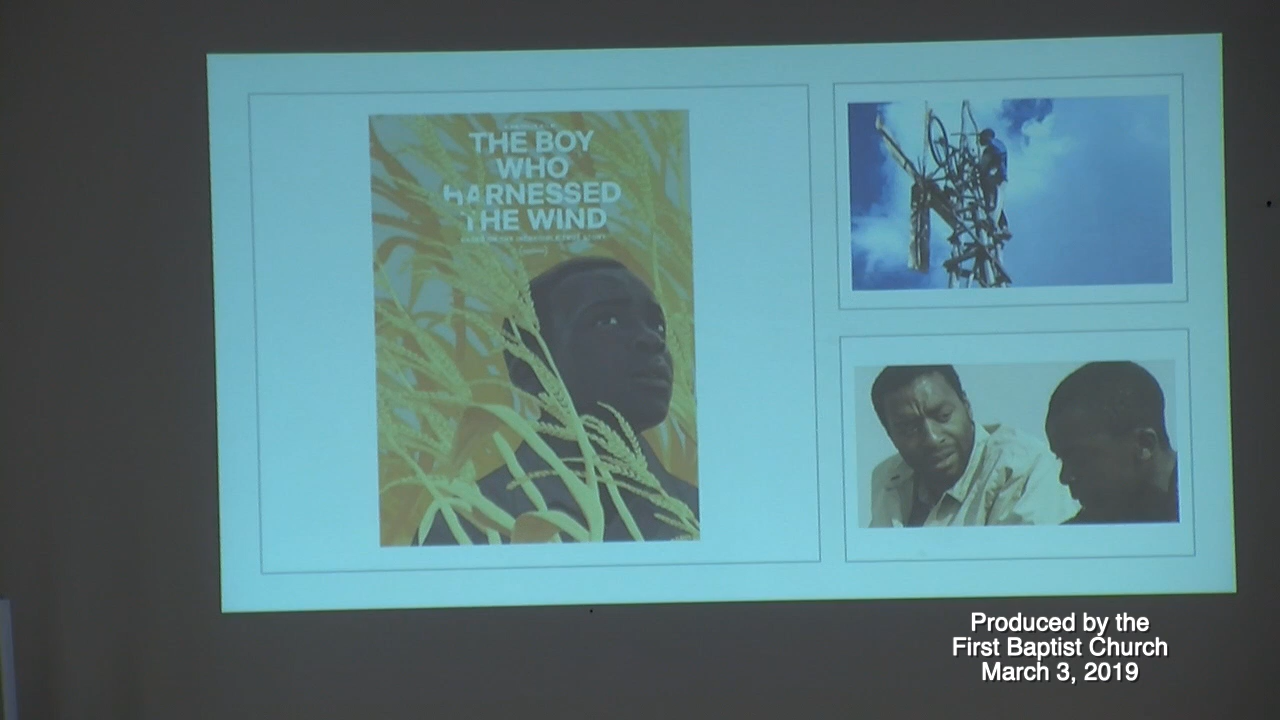 THE BOY
WHO
HARNESSED
THE WIND
Produced by the
First Baptist Church
March 3, 2019